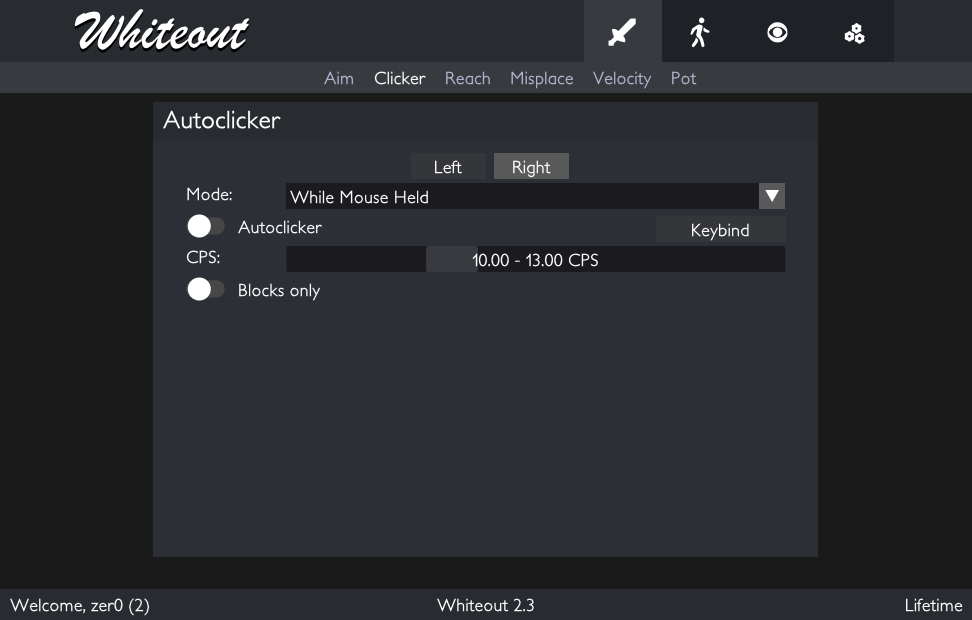 Whiteout
Aim Clicker Reach Misplace Velocity Pot
Autoclicker
Left Right
Mode: While Mouse Held
Autoclicker Keybind
CPS: 10.00 - 13.00 CPS
Blocks only
Welcome, zer0 (2) Whiteout 2.3 Lifetime